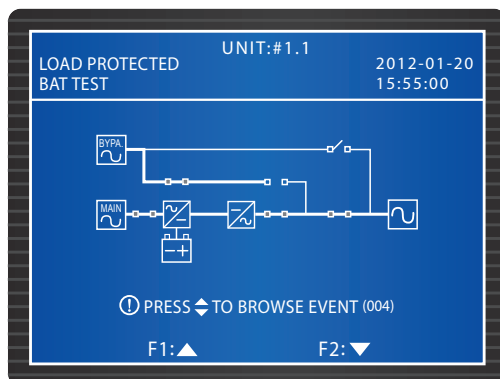 UNIT:#1.1
LOAD PROTECTED 2012-01-20
BAT TEST 15:55:00
BYPA.
MAIN
PRESS TO BROWSE EVENT (004)
F1: F2: